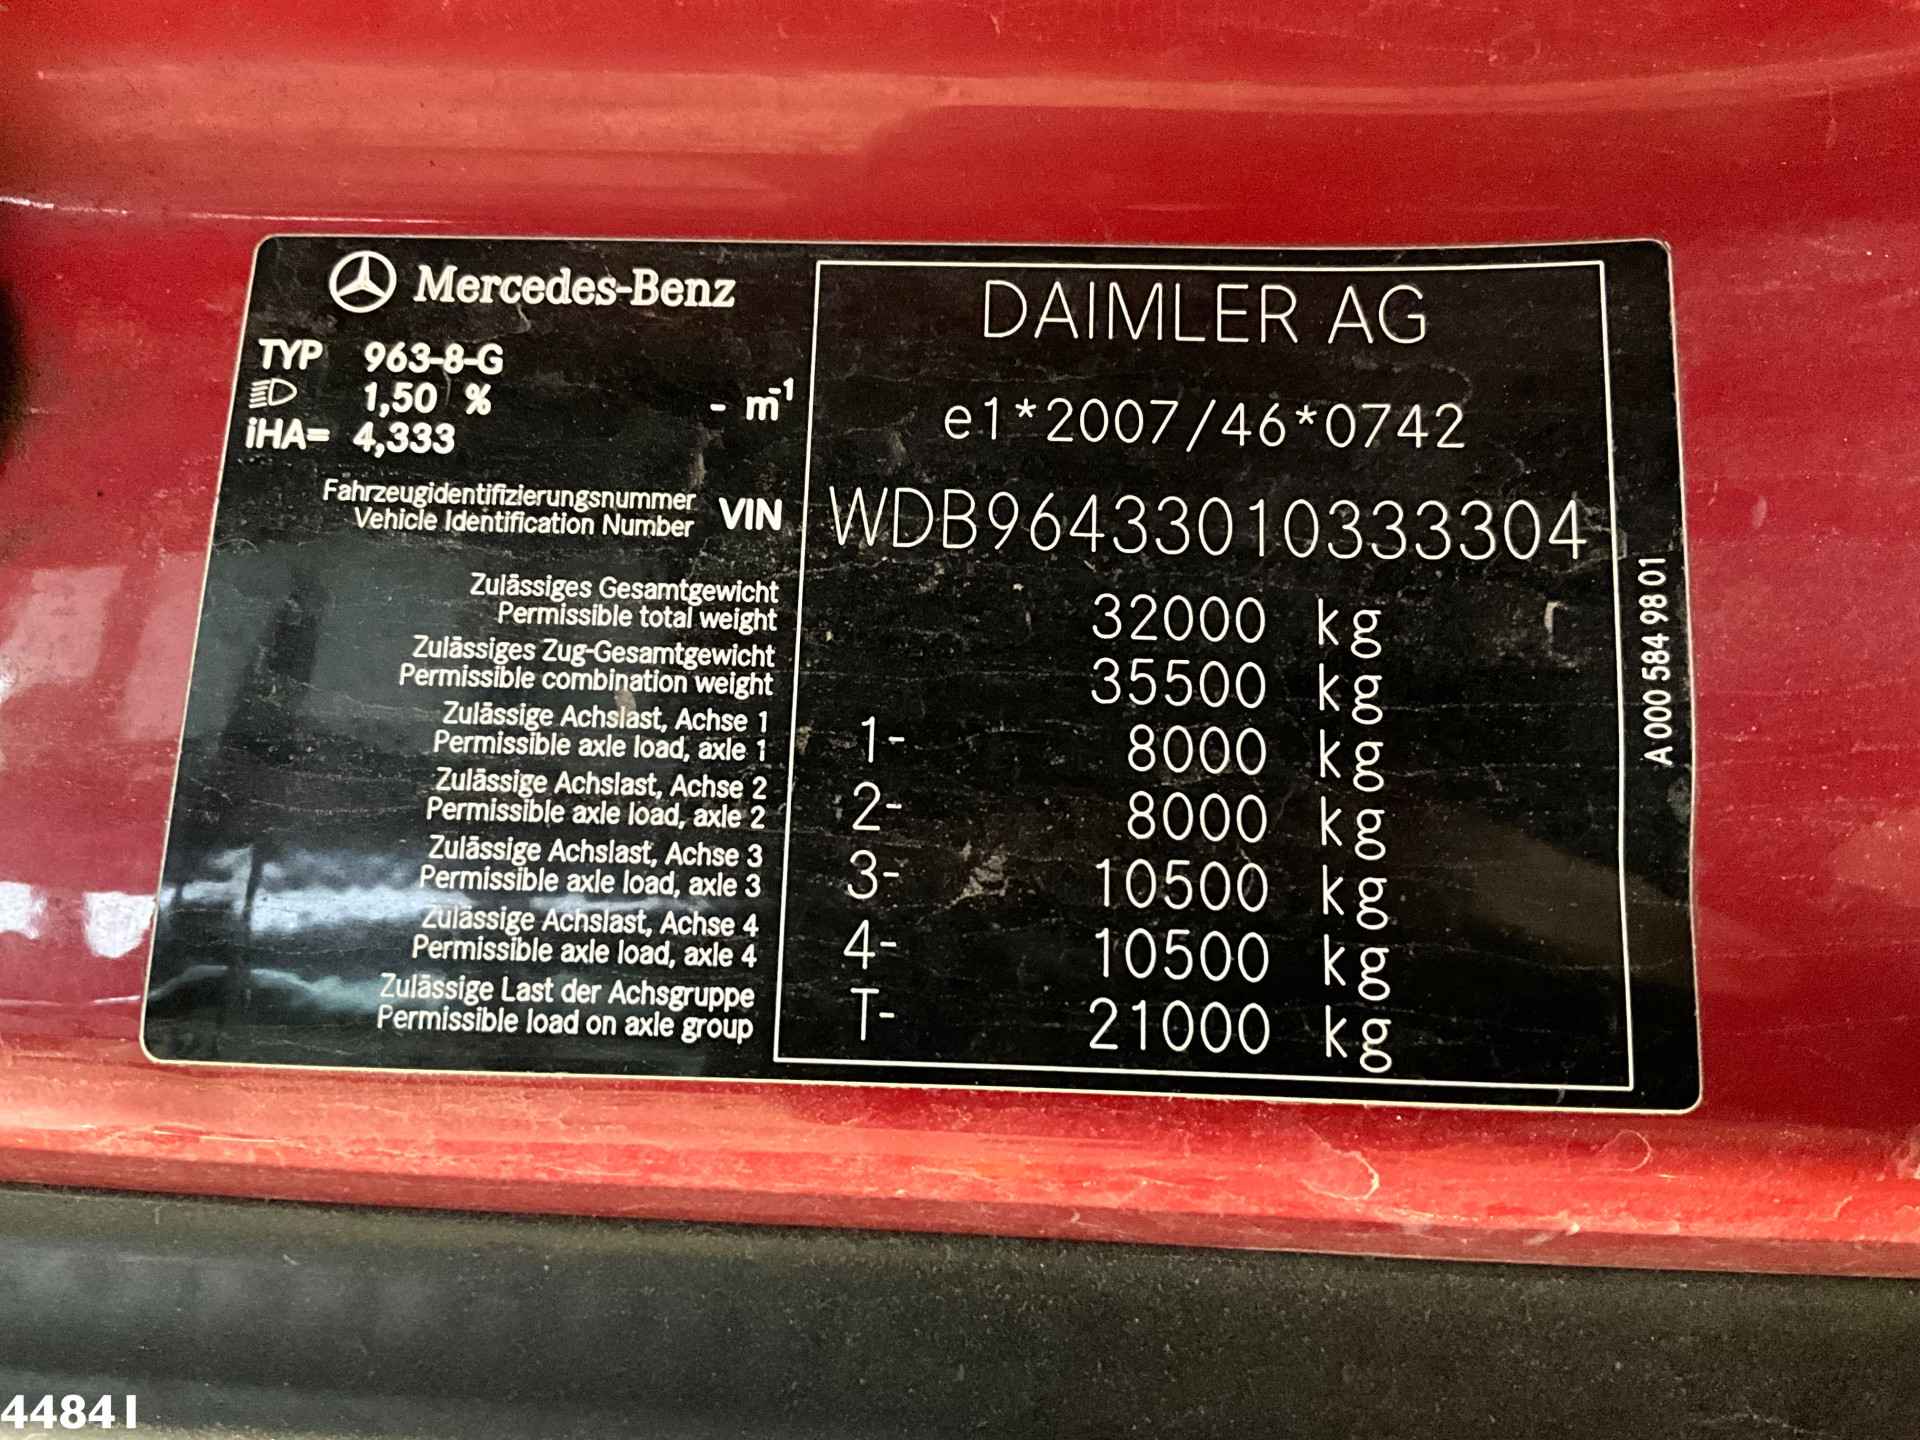 Mercedes-Benz
TYP 963-8-G
1,50 % - m-1
iHA= 4,333
Fahrzeugidentifizierungsnummer
Vehicle Identification Number
VIN
Zulässiges Gesamtgewicht
Permissible total weight
Zulässiges Zug-Gesamtgewicht
Permissible combination weight
Zulässige Achslast, Achse 1
Permissible axle load, axle 1
Zulässige Achslast, Achse 2
Permissible axle load, axle 2
Zulässige Achslast, Achse 3
Permissible axle load, axle 3
Zulässige Achslast, Achse 4
Permissible axle load, axle 4
Zulässige Last der Achsgruppe
Permissible load on axle group
DAIMLER AG
e1*2007/46*0742
WDB96433010333304
32000 kg
35500 kg
1- 8000 kg
2- 8000 kg
3- 10500 kg
4- 10500 kg
T- 21000 kg
A 000 584 98 01
44841